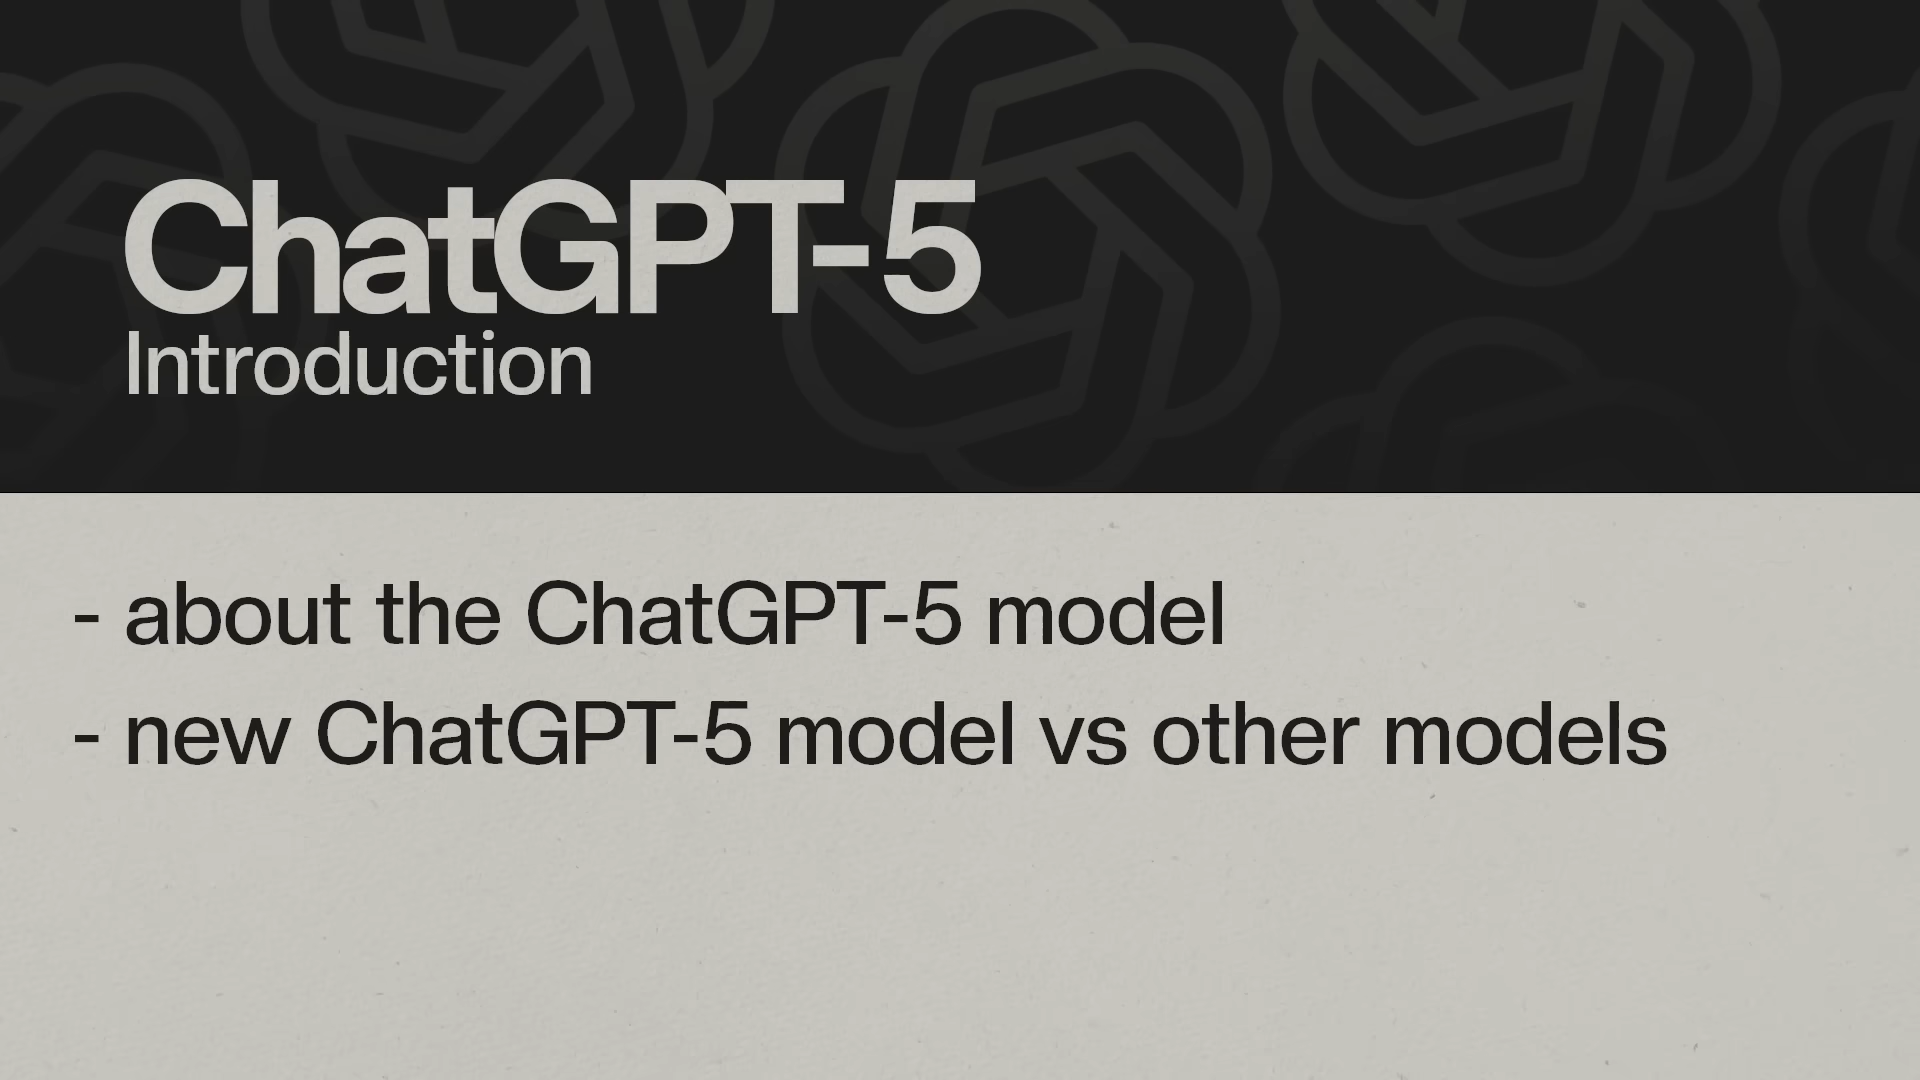 ChatGPT-5
Introduction
- about the ChatGPT-5 model
- new ChatGPT-5 model vs other models